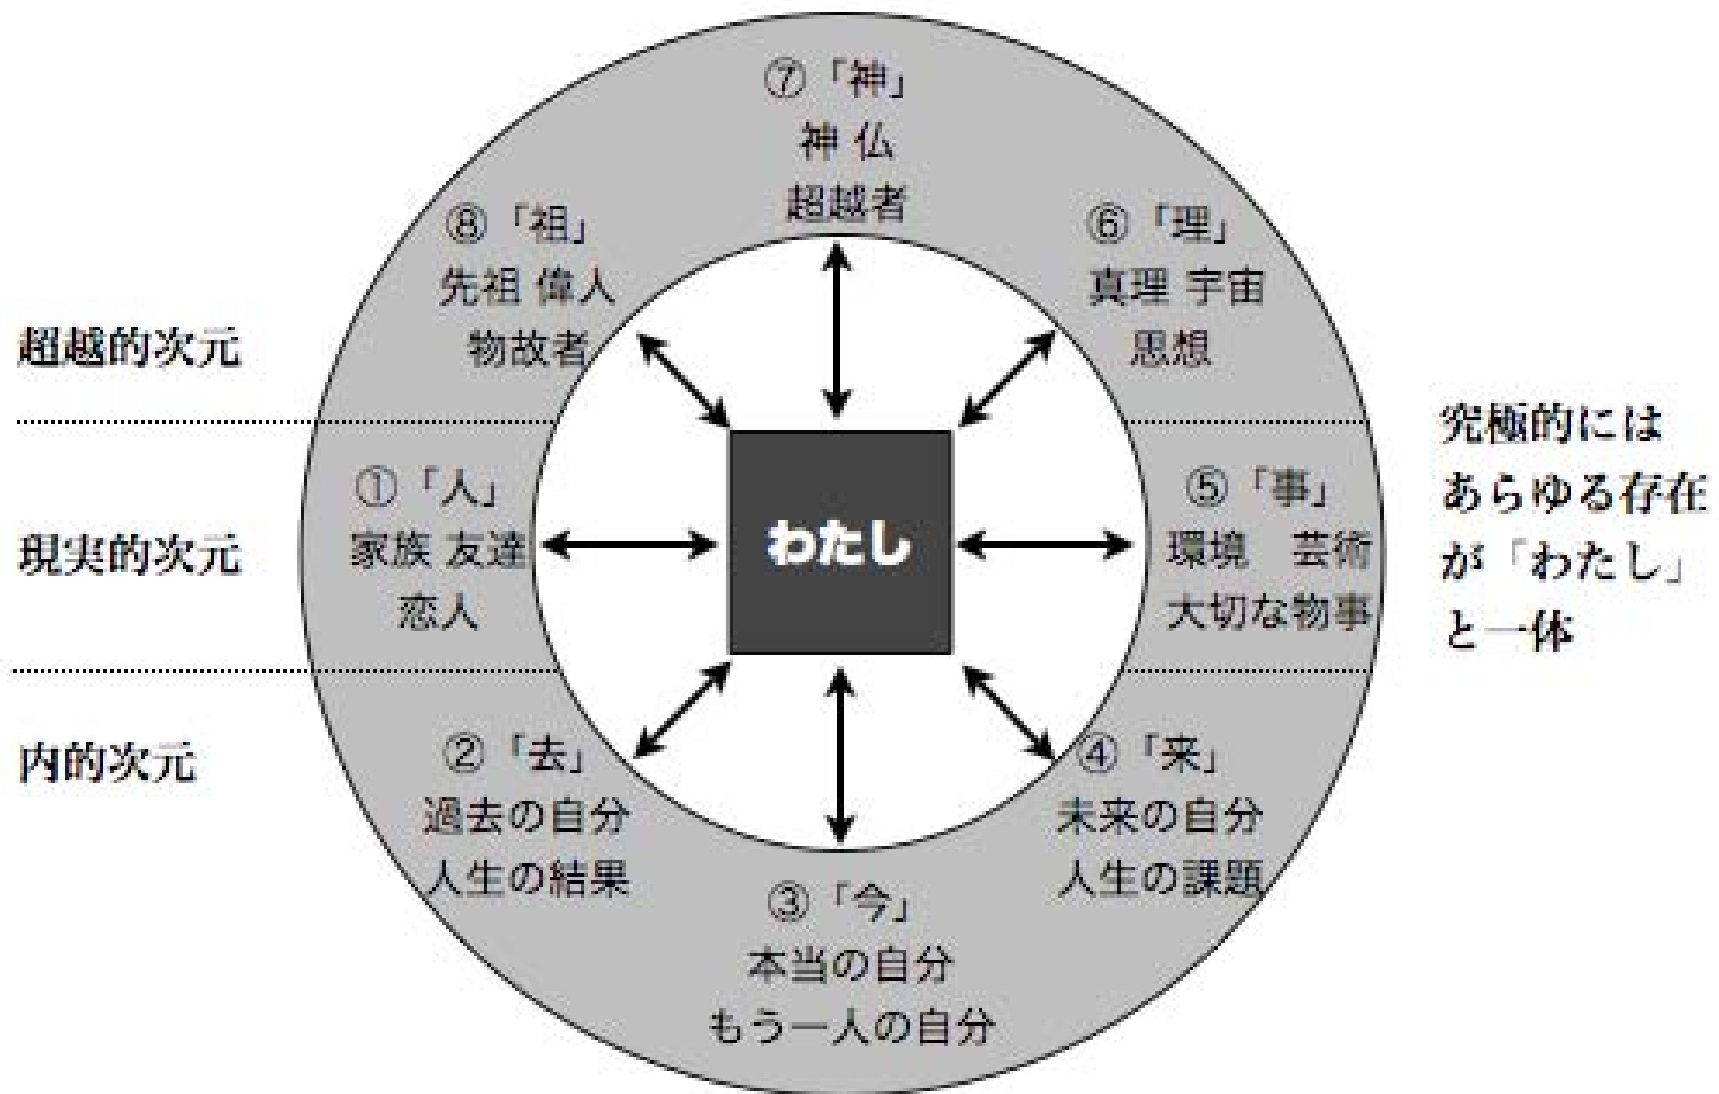 ⑦「神」
神 仏
超越者
⑧「祖」
先祖 偉人
物故者
⑥「理」
真理 宇宙
思想
超越的次元
①「人」
家族 友達
恋人
現実的次元
わたし
⑤「事」
環境　芸術
大切な物事
究極的には
あらゆる存在
が「わたし」
と一体
内的次元
②「去」
過去の自分
人生の結果
③「今」
本当の自分
もう一人の自分
④「来」
未来の自分
人生の課題